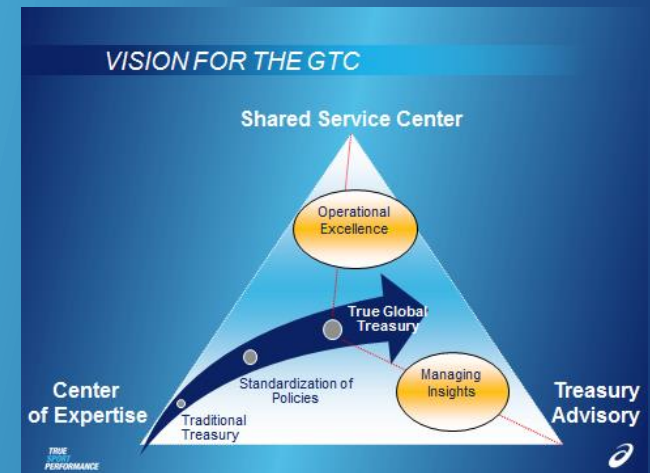 VISION FOR THE GTC
Shared Service Center
Operational
Excellence
True Global
Treasury
Managing
Insights
Standardization of
Policies
Traditional
Treasury
Center
of Expertise
Treasury
Advisory
TRUE
SPORT
PERFORMANCE